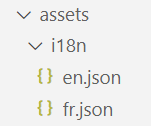 assets
i18n
{} en.json
{} fr.json